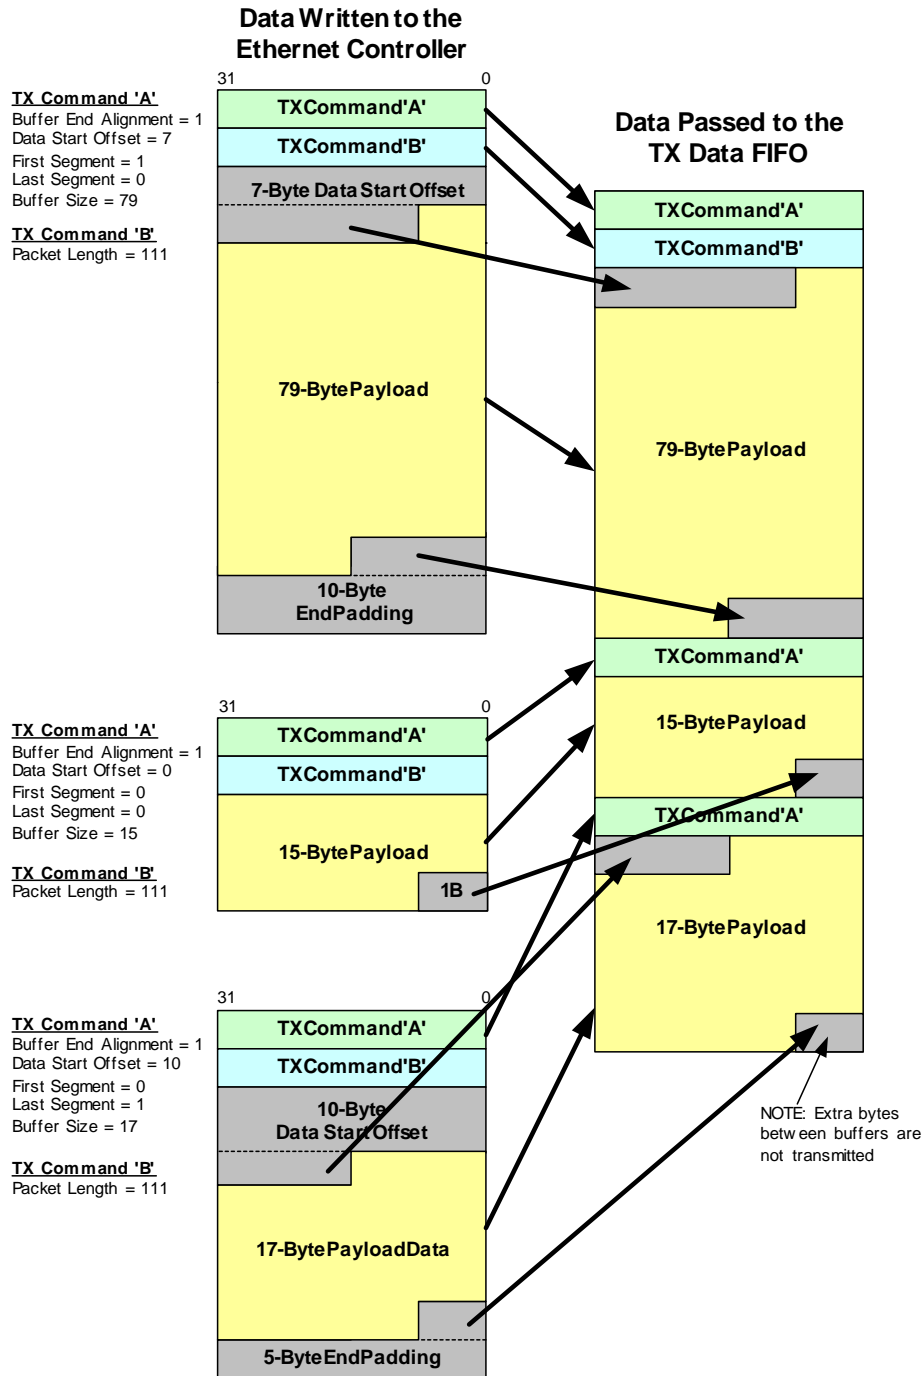 Data Written to the
Ethernet Controller
31 0
TX Command 'A'
Buffer End Alignment = 1
Data Start Offset = 7
First Segment = 1
Last Segment = 0
Buffer Size = 79
TX Command 'B'
Packet Length = 111
TXCommand'A'
TXCommand'B'
7-Byte Data Start Offset
79-BytePayload
10-Byte
EndPadding
Data Passed to the
TX Data FIFO
TXCommand'A'
TXCommand'B'
79-BytePayload
TXCommand'A'
15-BytePayload
TXCommand'A'
17-BytePayload
NOTE: Extra bytes
between buffers are
not transmitted
31 0
TX Command 'A'
Buffer End Alignment = 1
Data Start Offset = 0
First Segment = 0
Last Segment = 0
Buffer Size = 15
TX Command 'B'
Packet Length = 111
TXCommand'A'
TXCommand'B'
15-BytePayload
1B
31 0
TX Command 'A'
Buffer End Alignment = 1
Data Start Offset = 10
First Segment = 0
Last Segment = 1
Buffer Size = 17
TX Command 'B'
Packet Length = 111
TXCommand'A'
TXCommand'B'
10-Byte
Data Start Offset
17-BytePayloadData
5-ByteEndPadding